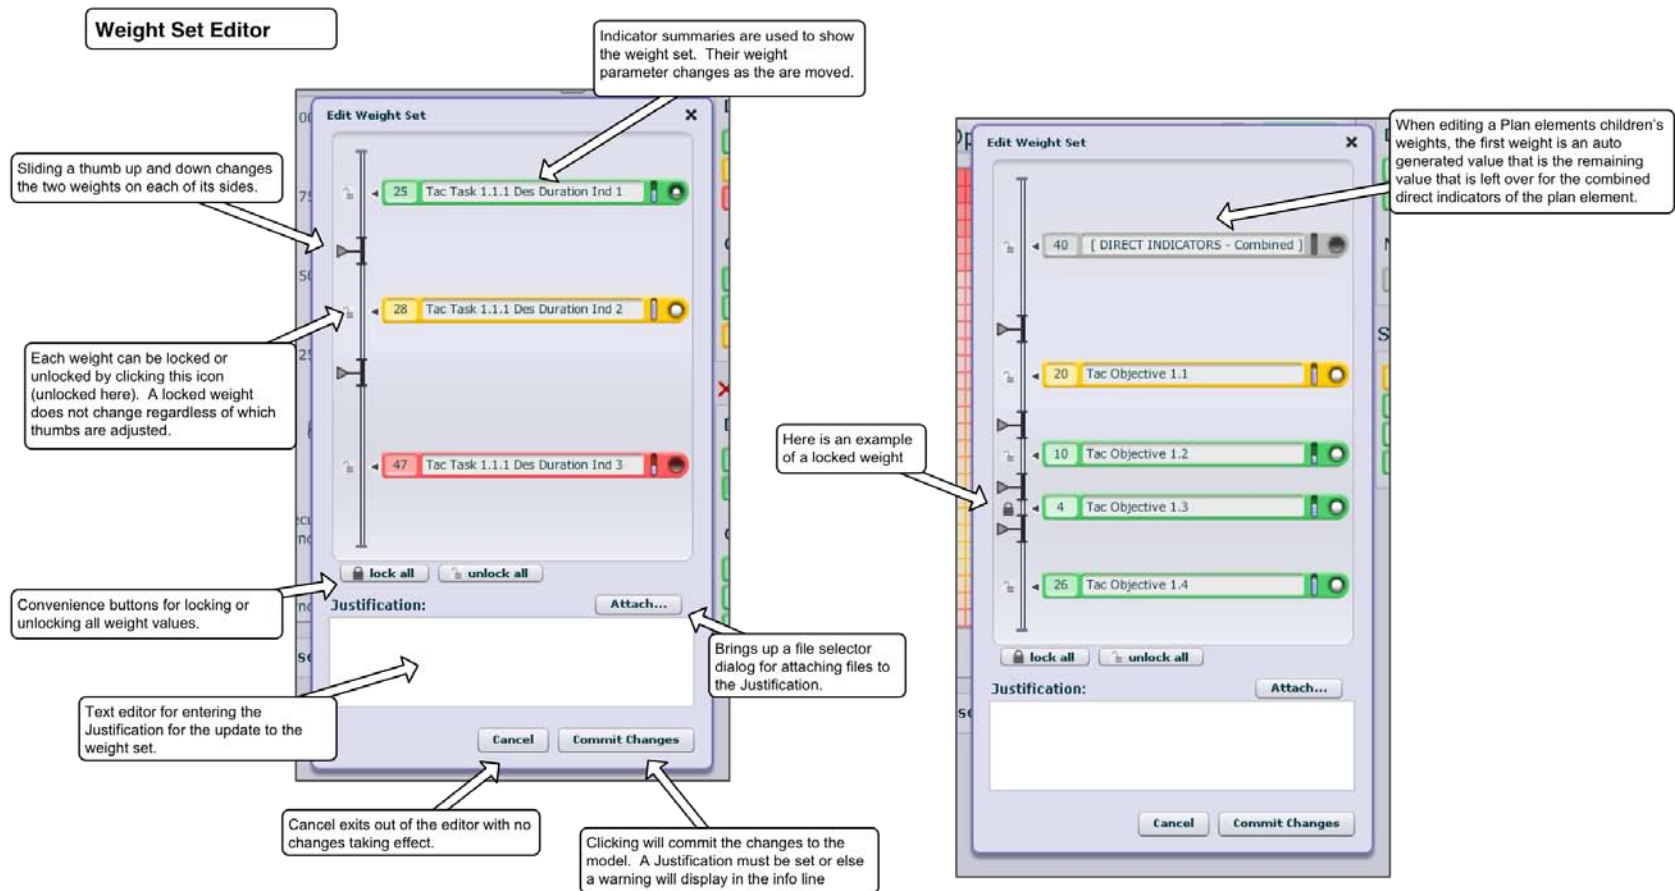 Weight Set Editor
Indicator summaries are used to show
the weight set.  Their weight
parameter changes as the are moved.
Edit Weight Set
Sliding a thumb up and down changes
the two weights on each of its sides.
25 Tac Task 1.1.1 Des Duration Ind 1
28 Tac Task 1.1.1 Des Duration Ind 2
Each weight can be locked or
unlocked by clicking this icon
(unlocked here).  A locked weight
does not change regardless of which
thumbs are adjusted.
47 Tac Task 1.1.1 Des Duration Ind 3
lock all unlock all
Convenience buttons for locking or
unlocking all weight values.
Justification: Attach...
Brings up a file selector
dialog for attaching files to
the Justification.
Text editor for entering the
Justification for the update to the
weight set.
Cancel Commit Changes
Cancel exits out of the editor with no
changes taking effect.
Clicking will commit the changes to the
model.  A Justification must be set or else
a warning will display in the info line
Edit Weight Set
When editing a Plan elements children's
weights, the first weight is an auto
generated value that is the remaining
value that is left over for the combined
direct indicators of the plan element.
40 [ DIRECT INDICATORS - Combined ]
20 Tac Objective 1.1
Here is an example
of a locked weight
10 Tac Objective 1.2
4 Tac Objective 1.3
26 Tac Objective 1.4
lock all unlock all
Justification: Attach...
Cancel Commit Changes